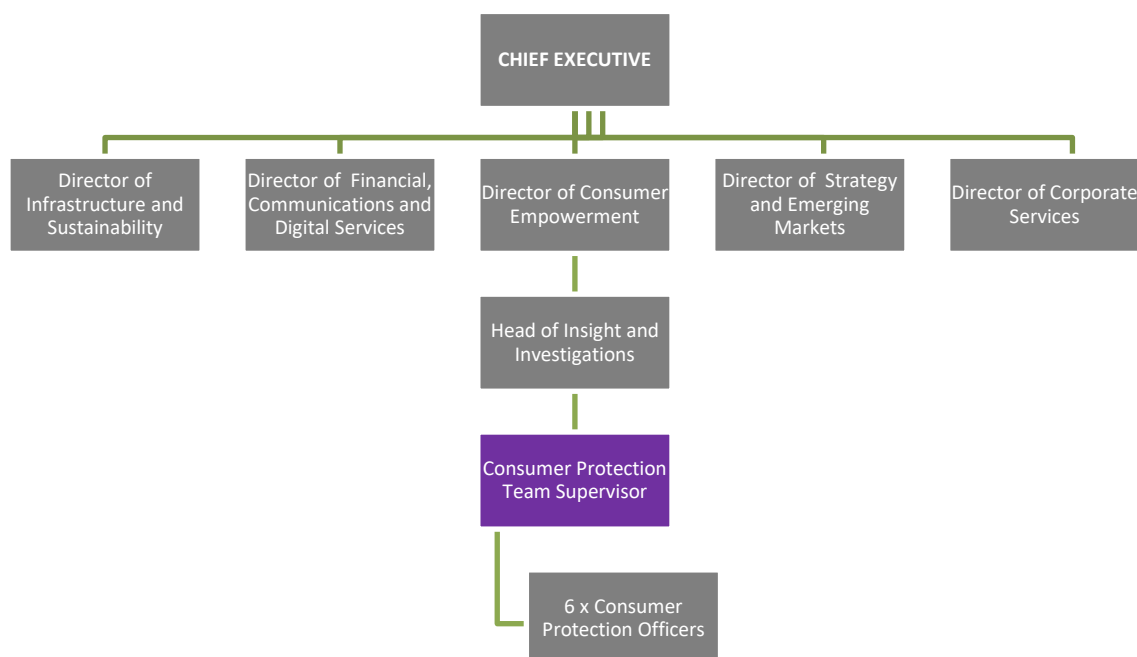 CHIEF EXECUTIVE
Director of
Infrastructure and
Sustainability
Director of Financial,
Communications and
Digital Services
Director of Consumer
Empowerment
Director of Strategy
and Emerging
Markets
Director of Corporate
Services
Head of Insight and
Investigations
Consumer Protection
Team Supervisor
6 x Consumer
Protection Officers